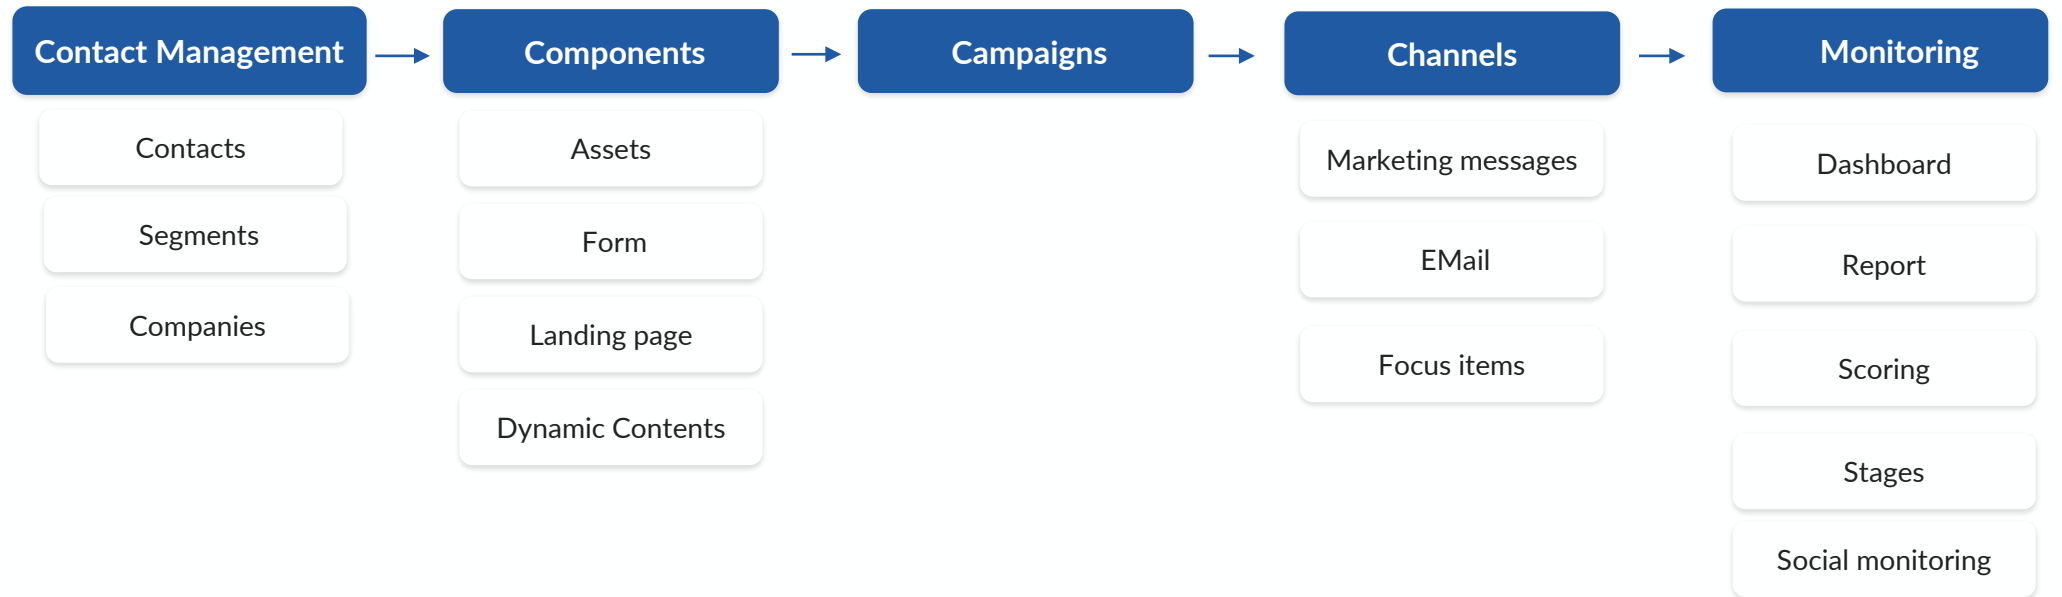 Contact Management
Components
Campaigns
Channels
Monitoring
Contacts
Segments
Companies
Assets
Form
Landing page
Dynamic Contents
Marketing messages
EMail
Focus items
Dashboard
Report
Scoring
Stages
Social monitoring